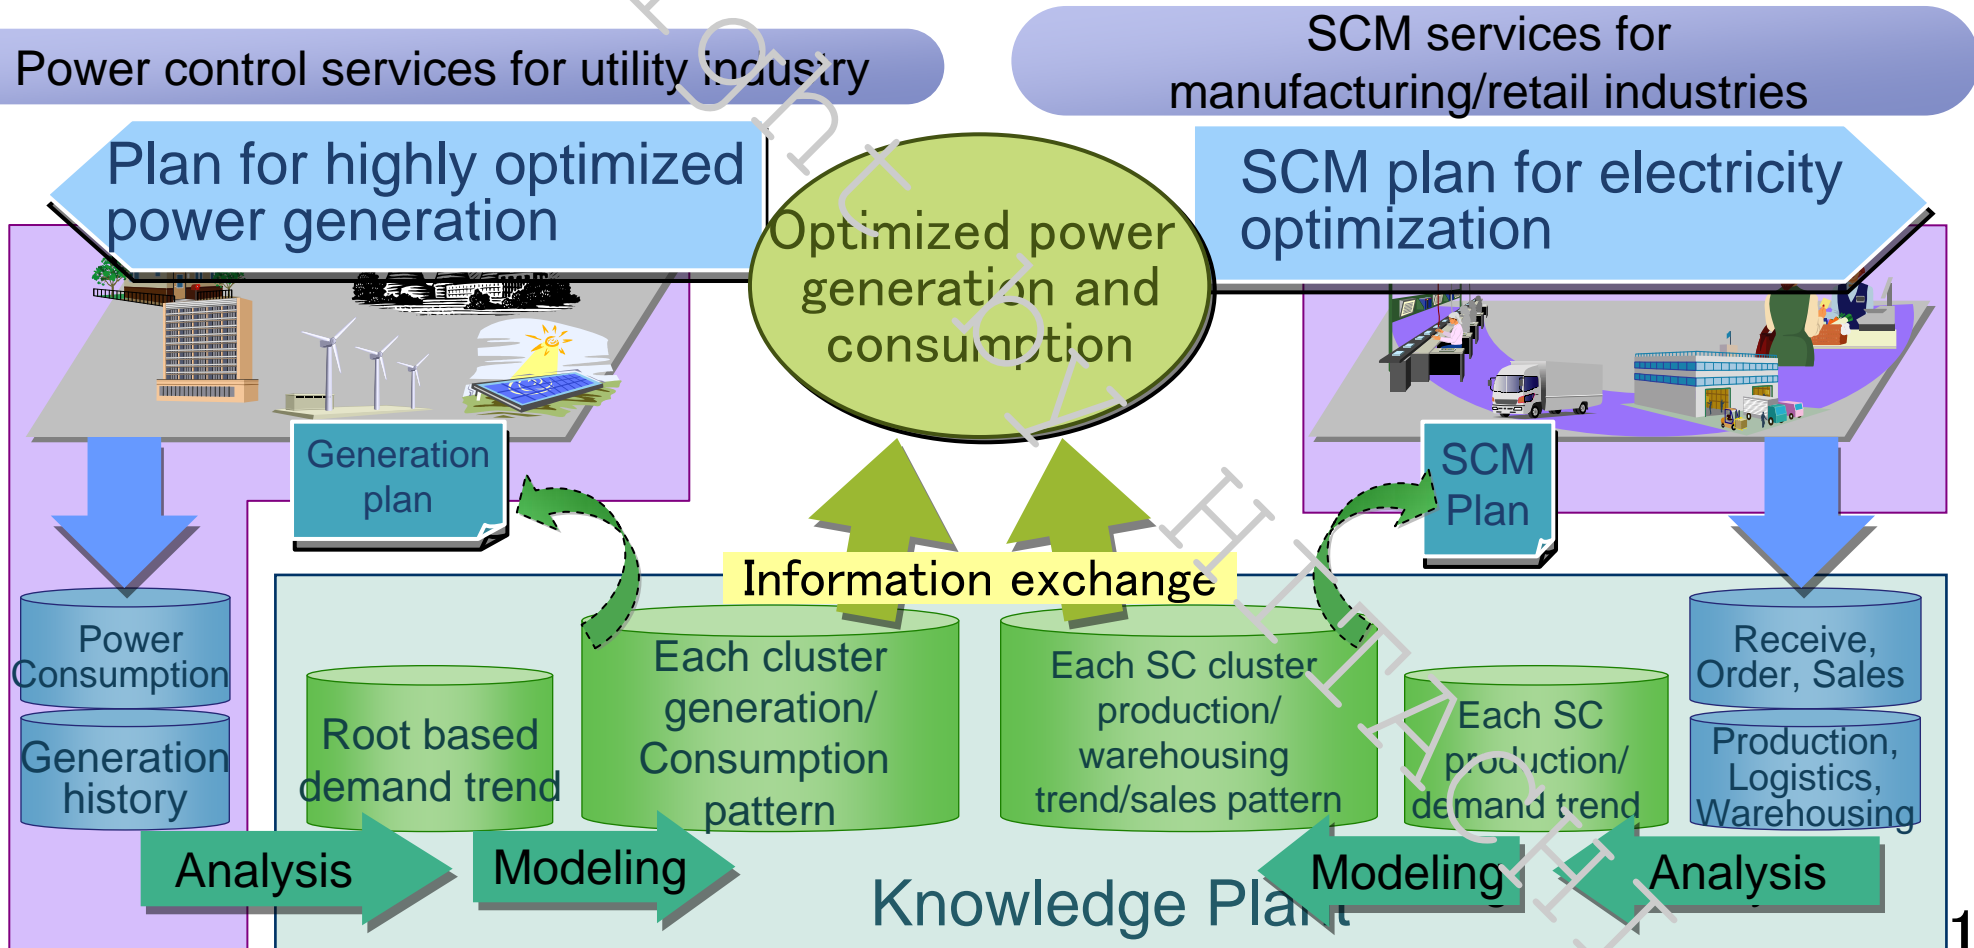 Power control services for utility industry
SCM services for
manufacturing/retail industries
Plan for highly optimized
power generation
SCM plan for electricity
optimization
Optimized power
generation and
consumption
Generation
plan
SCM
Plan
Information exchange
Power
Consumption
Generation
history
Root based
demand trend
Each cluster
generation/
Consumption
pattern
Each SC cluster
production/
warehousing
trend/sales pattern
Each SC
production/
demand trend
Receive,
Order, Sales
Production,
Logistics,
Warehousing
Analysis
Modeling
Knowledge Plant
Modeling
Analysis
1
HITACHI